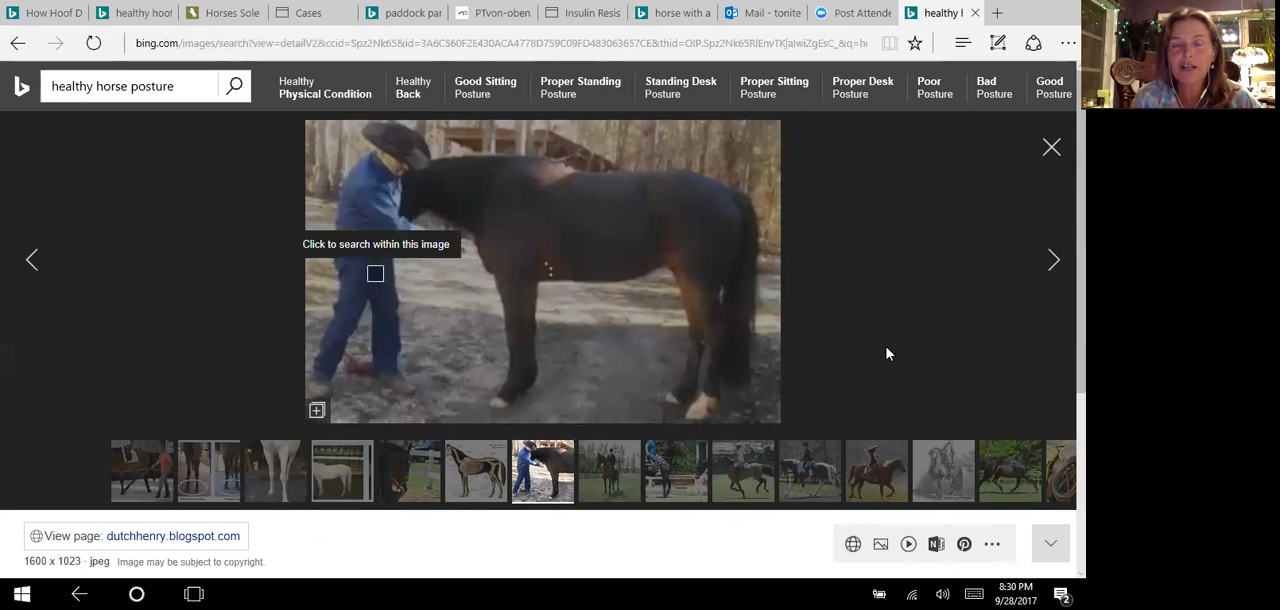 How Hoof D
healthy hoof
Horses Sole
Cases
paddock par
PTvon-oben
Insulin Resis
horse with a
Mail - tonite
Post Attende
healthy h
bing.com/images/search?view=detailV2&ccid=Spz2Nk65&id=3A6C560F2E430ACA4778D759C09FD483063657CE&thid=OIP.Spz2Nk65RlEnvTKjaIwiZgEsC_&q=h
healthy horse posture
Healthy
Physical Condition
Healthy
Back
Good Sitting
Posture
Proper Standing
Posture
Standing Desk
Posture
Proper Sitting
Posture
Proper Desk
Posture
Poor
Posture
Bad
Posture
Good
Posture
Click to search within this image
View page: dutchhenry.blogspot.com
1600 x 1023 · jpeg Image may be subject to copyright.
8:30 PM
9/28/2017
2